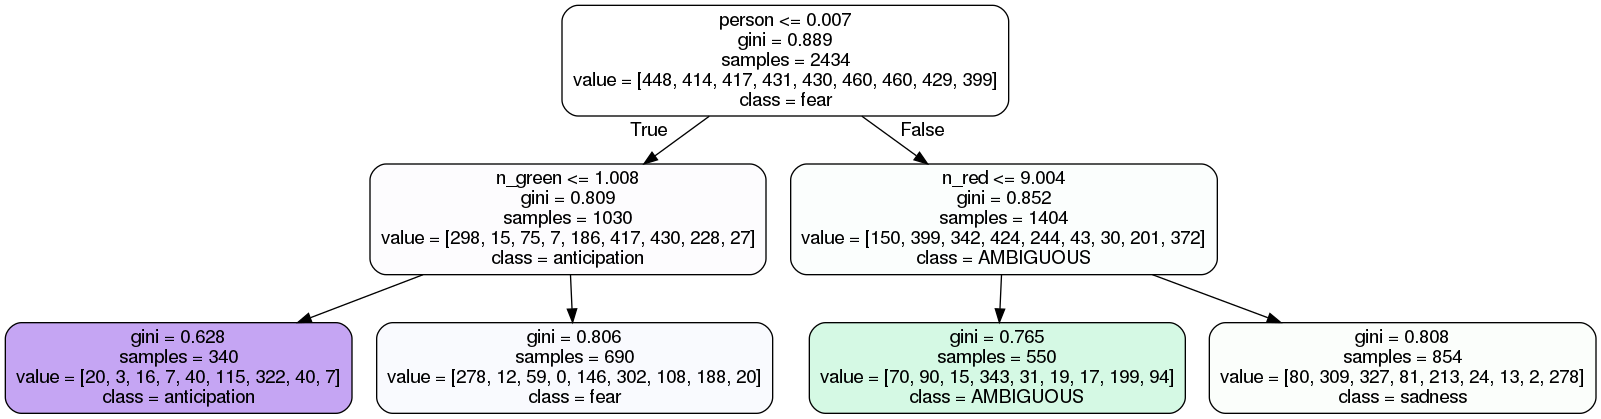 person <= 0.007
gini = 0.889
samples = 2434
value = [448, 414, 417, 431, 430, 460, 460, 429, 399]
class = fear
True
False
n_green <= 1.008
gini = 0.809
samples = 1030
value = [298, 15, 75, 7, 186, 417, 430, 228, 27]
class = anticipation
n_red <= 9.004
gini = 0.852
samples = 1404
value = [150, 399, 342, 424, 244, 43, 30, 201, 372]
class = AMBIGUOUS
gini = 0.628
samples = 340
value = [20, 3, 16, 7, 40, 115, 322, 40, 7]
class = anticipation
gini = 0.806
samples = 690
value = [278, 12, 59, 0, 146, 302, 108, 188, 20]
class = fear
gini = 0.765
samples = 550
value = [70, 90, 15, 343, 31, 19, 17, 199, 94]
class = AMBIGUOUS
gini = 0.808
samples = 854
value = [80, 309, 327, 81, 213, 24, 13, 2, 278]
class = sadness